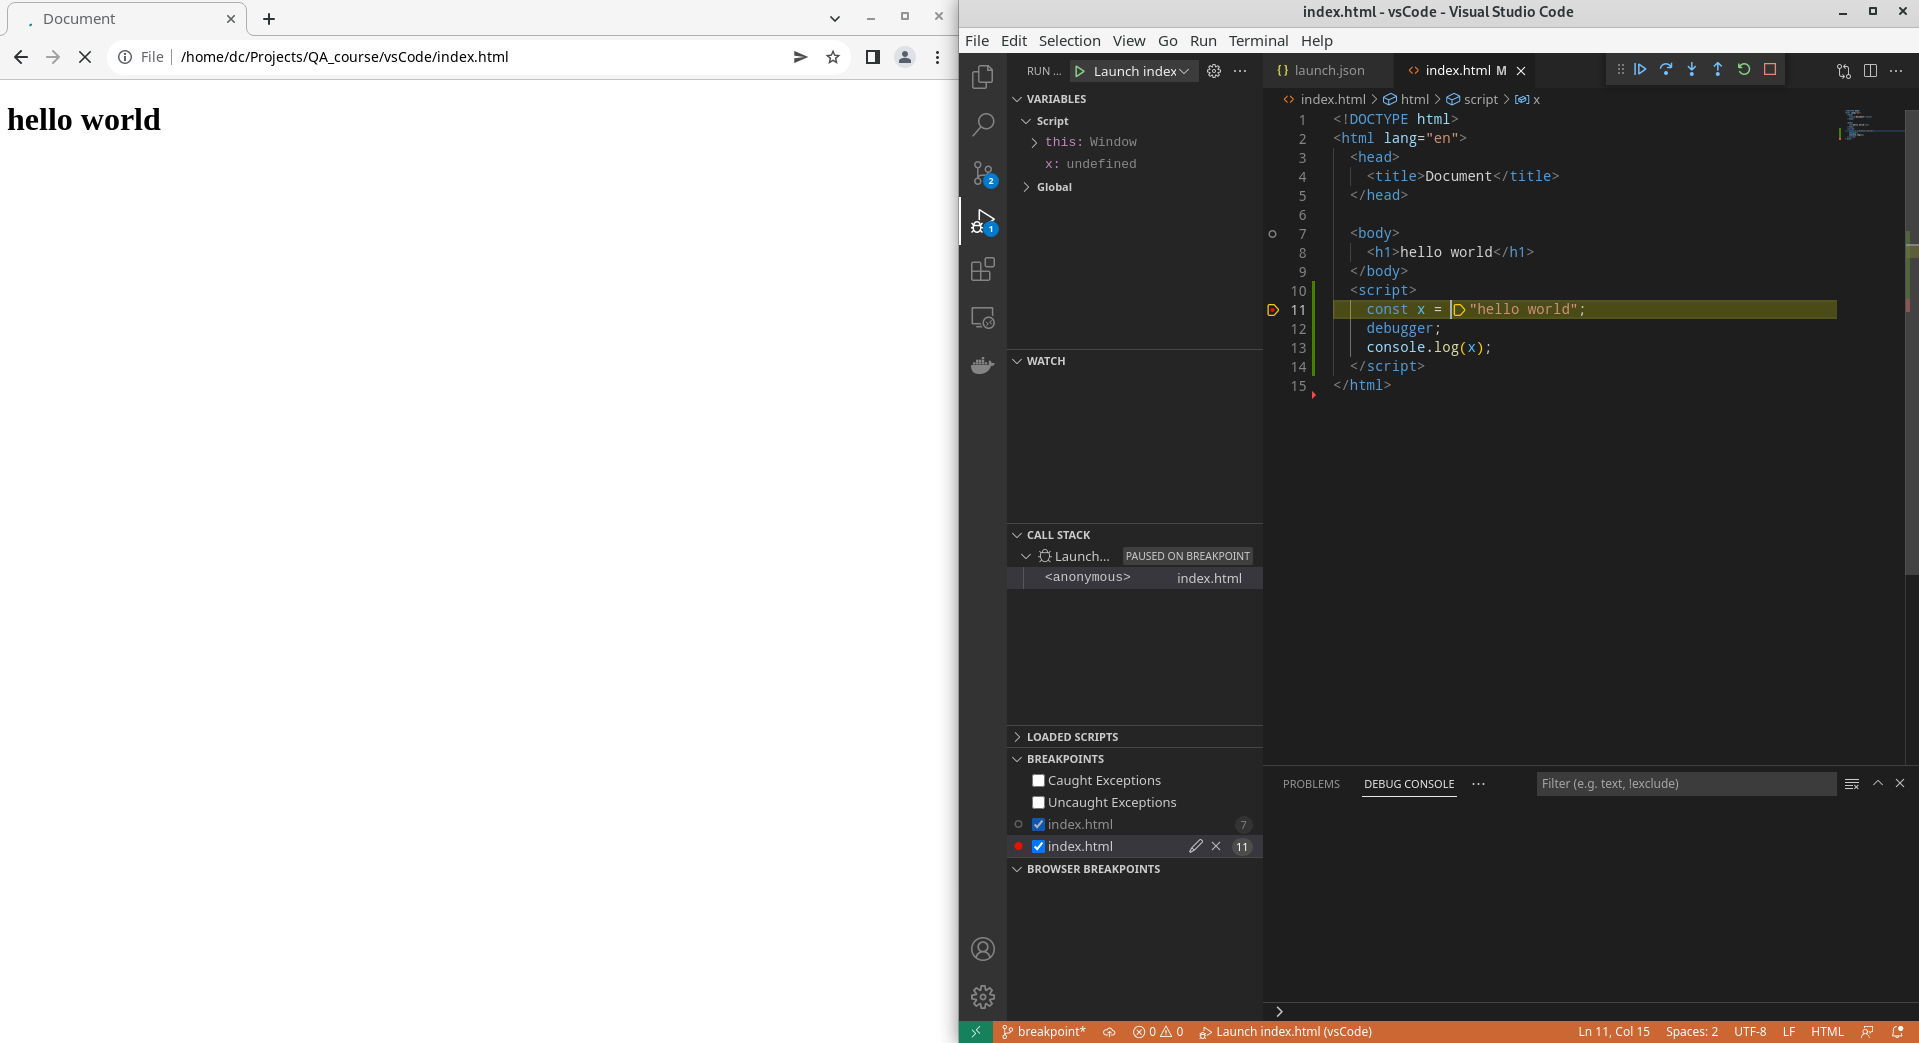 Document
File /home/dc/Projects/QA_course/vsCode/index.html
hello world
index.html - vsCode - Visual Studio Code
File Edit Selection View Go Run Terminal Help
RUN ... Launch index
VARIABLES
Script
this: Window
x: undefined
Global
WATCH
CALL STACK
Launch... PAUSED ON BREAKPOINT
<anonymous> index.html
LOADED SCRIPTS
BREAKPOINTS
Caught Exceptions
Uncaught Exceptions
index.html 7
index.html 11
BROWSER BREAKPOINTS
2
1
{} launch.json <> index.html M
<> index.html > html > script > x
1 <!DOCTYPE html>
2 <html lang="en">
3 <head>
4 <title>Document</title>
5 </head>
6
7 <body>
8 <h1>hello world</h1>
9 </body>
10 <script>
11 const x = "hello world";
12 debugger;
13 console.log(x);
14 </script>
15 </html>
PROBLEMS DEBUG CONSOLE ... Filter (e.g. text, !exclude)
>
breakpoint* 0 0 Launch index.html (vsCode) Ln 11, Col 15 Spaces: 2 UTF-8 LF HTML